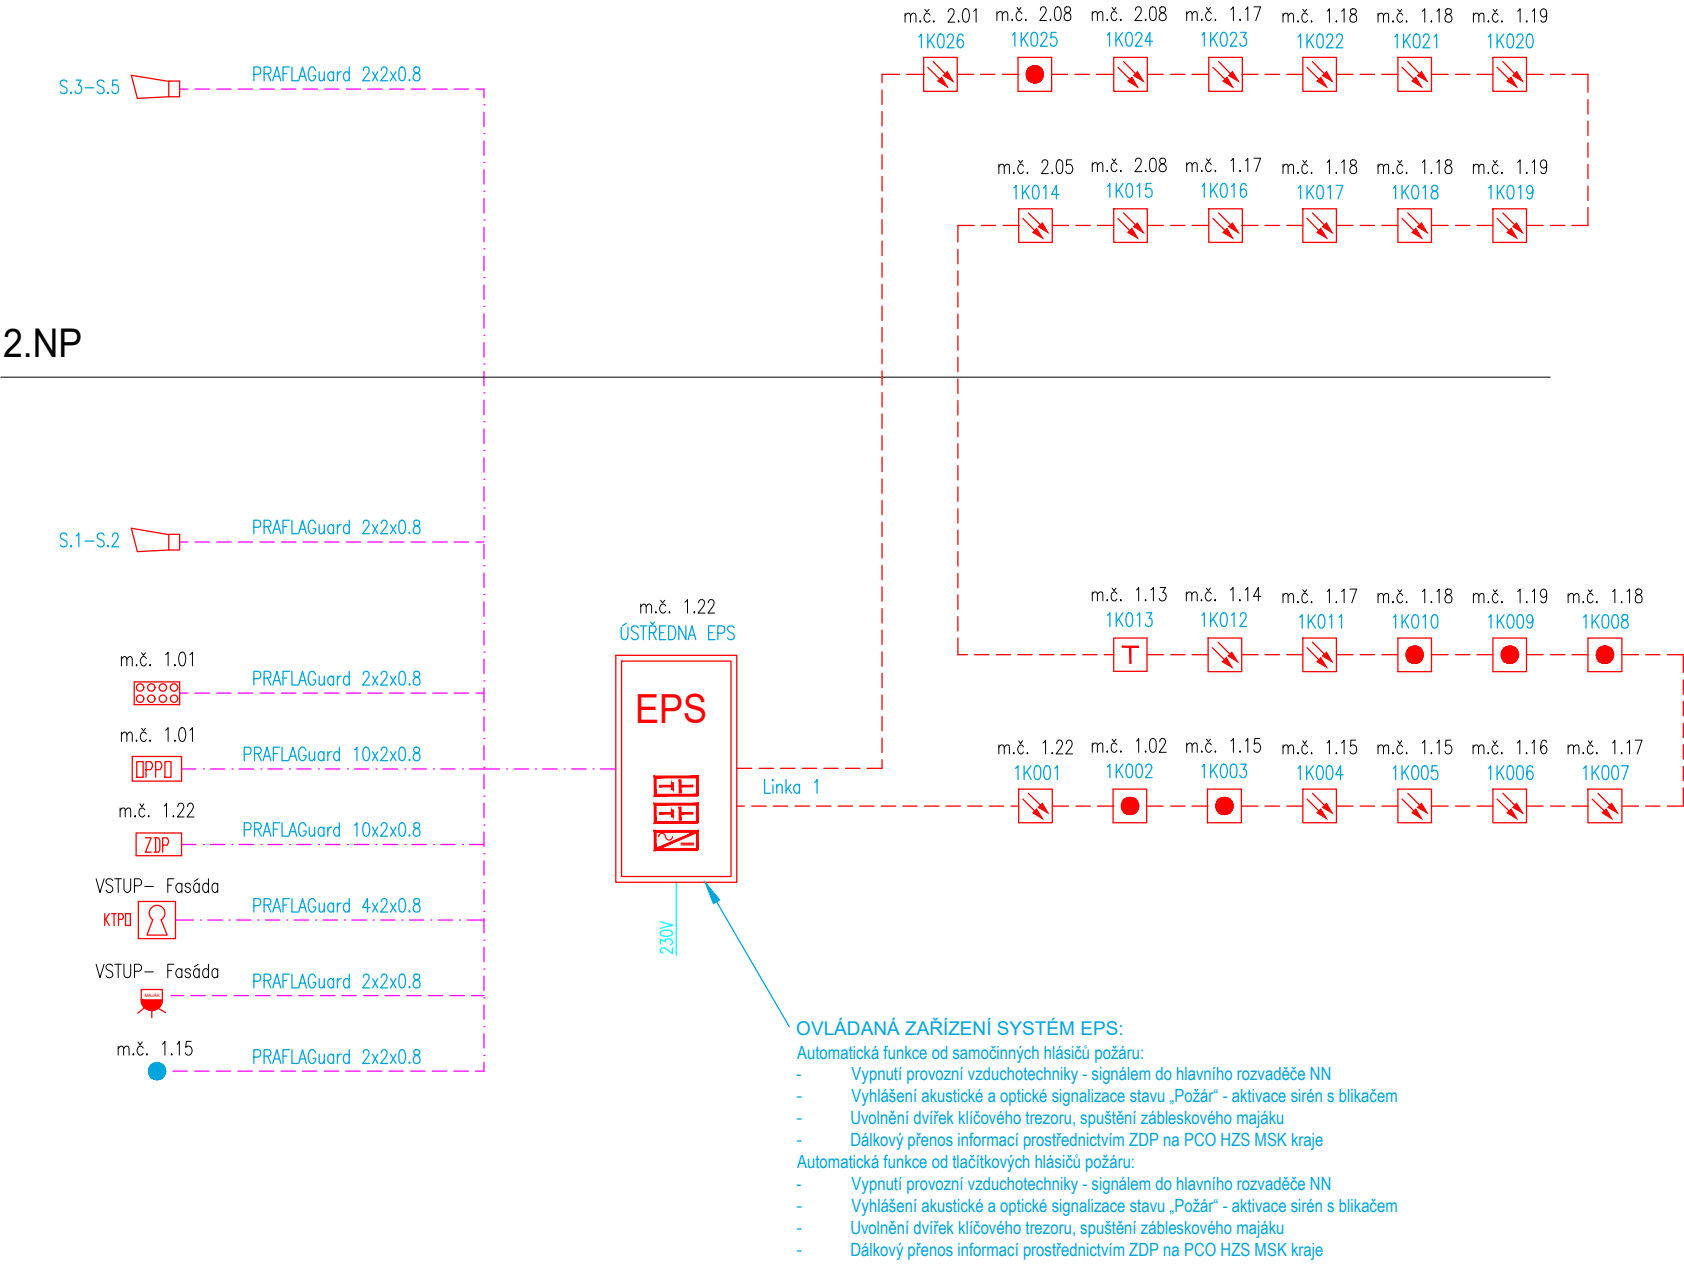 m.č. 2.01 m.č. 2.08 m.č. 2.08 m.č. 1.17 m.č. 1.18 m.č. 1.18 m.č. 1.19
1K026 1K025 1K024 1K023 1K022 1K021 1K020
S.3-S.5 PRAFLAGuard 2x2x0.8
m.č. 2.05 m.č. 2.08 m.č. 1.17 m.č. 1.18 m.č. 1.18 m.č. 1.19
1K014 1K015 1K016 1K017 1K018 1K019
2.NP
S.1-S.2 PRAFLAGuard 2x2x0.8
m.č. 1.13 m.č. 1.14 m.č. 1.17 m.č. 1.18 m.č. 1.19 m.č. 1.18
1K013 1K012 1K011 1K010 1K009 1K008
T
m.č. 1.22
ÚSTŘEDNA EPS
EPS
m.č. 1.01
PRAFLAGuard 2x2x0.8
m.č. 1.01
OPPO PRAFLAGuard 10x2x0.8
m.č. 1.22 m.č. 1.02 m.č. 1.15 m.č. 1.15 m.č. 1.15 m.č. 1.16 m.č. 1.17
1K001 1K002 1K003 1K004 1K005 1K006 1K007
Linka 1
m.č. 1.22
ZDP PRAFLAGuard 10x2x0.8
VSTUP- Fasáda
KTPO PRAFLAGuard 4x2x0.8
230V
VSTUP- Fasáda
MAJÁK PRAFLAGuard 2x2x0.8
m.č. 1.15
PRAFLAGuard 2x2x0.8
OVLÁDANÁ ZAŘÍZENÍ SYSTÉM EPS:
Automatická funkce od samočinných hlásičů požáru:
- Vypnutí provozní vzduchotechniky - signálem do hlavního rozvaděče NN
- Vyhlášení akustické a optické signalizace stavu „Požár“ - aktivace sirén s blikačem
- Uvolnění dvířek klíčového trezoru, spuštění zábleskového majáku
- Dálkový přenos informací prostřednictvím ZDP na PCO HZS MSK kraje
Automatická funkce od tlačítkových hlásičů požáru:
- Vypnutí provozní vzduchotechniky - signálem do hlavního rozvaděče NN
- Vyhlášení akustické a optické signalizace stavu „Požár“ - aktivace sirén s blikačem
- Uvolnění dvířek klíčového trezoru, spuštění zábleskového majáku
- Dálkový přenos informací prostřednictvím ZDP na PCO HZS MSK kraje